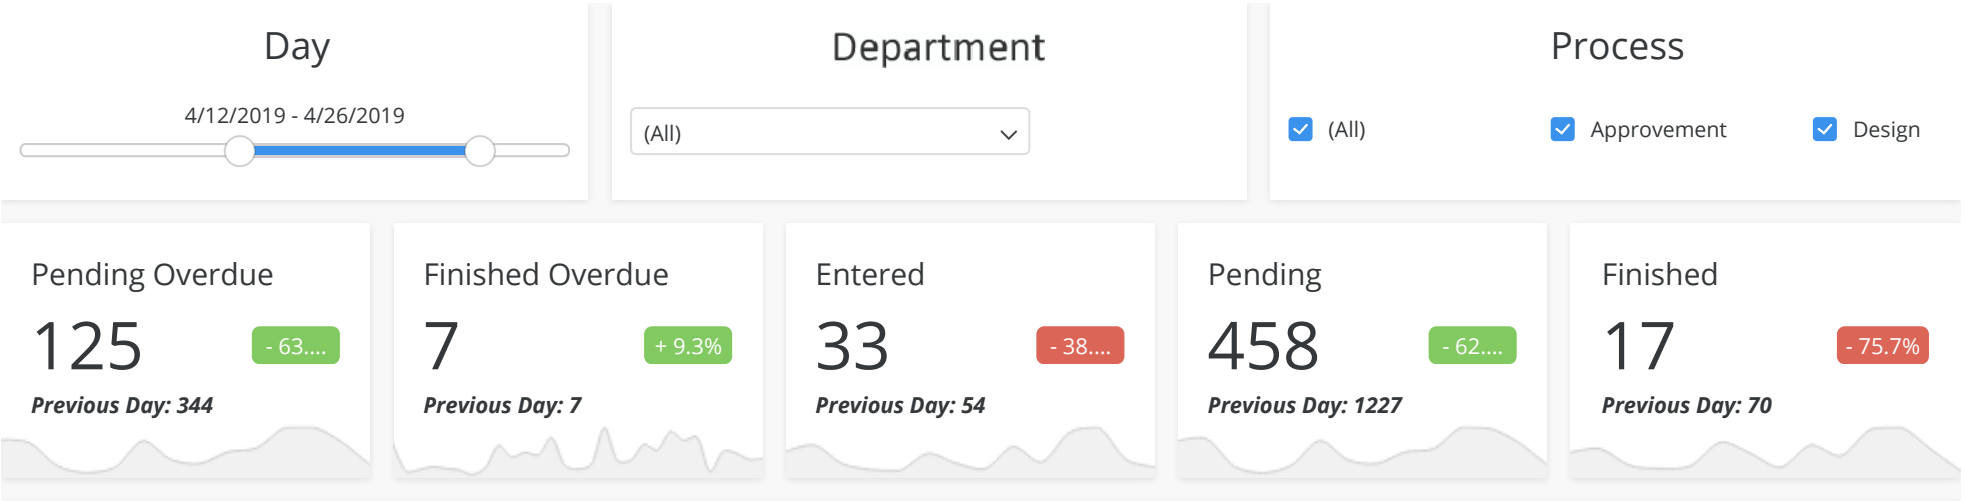 Day
4/12/2019 - 4/26/2019
Department
(All)
Process
(All)
Approvement
Design
Pending Overdue
125
- 63....
Previous Day: 344
Finished Overdue
7
+ 9.3%
Previous Day: 7
Entered
33
- 38....
Previous Day: 54
Pending
458
- 62....
Previous Day: 1227
Finished
17
- 75.7%
Previous Day: 70